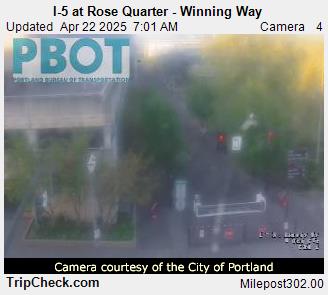 I-5 at Rose Quarter - Winning Way
Updated Apr 22 2025 7:01 AM Camera 4
PBOT
PORTLAND BUREAU OF TRANSPORTATION
Camera courtesy of the City of Portland
TripCheck.com Milepost302.00